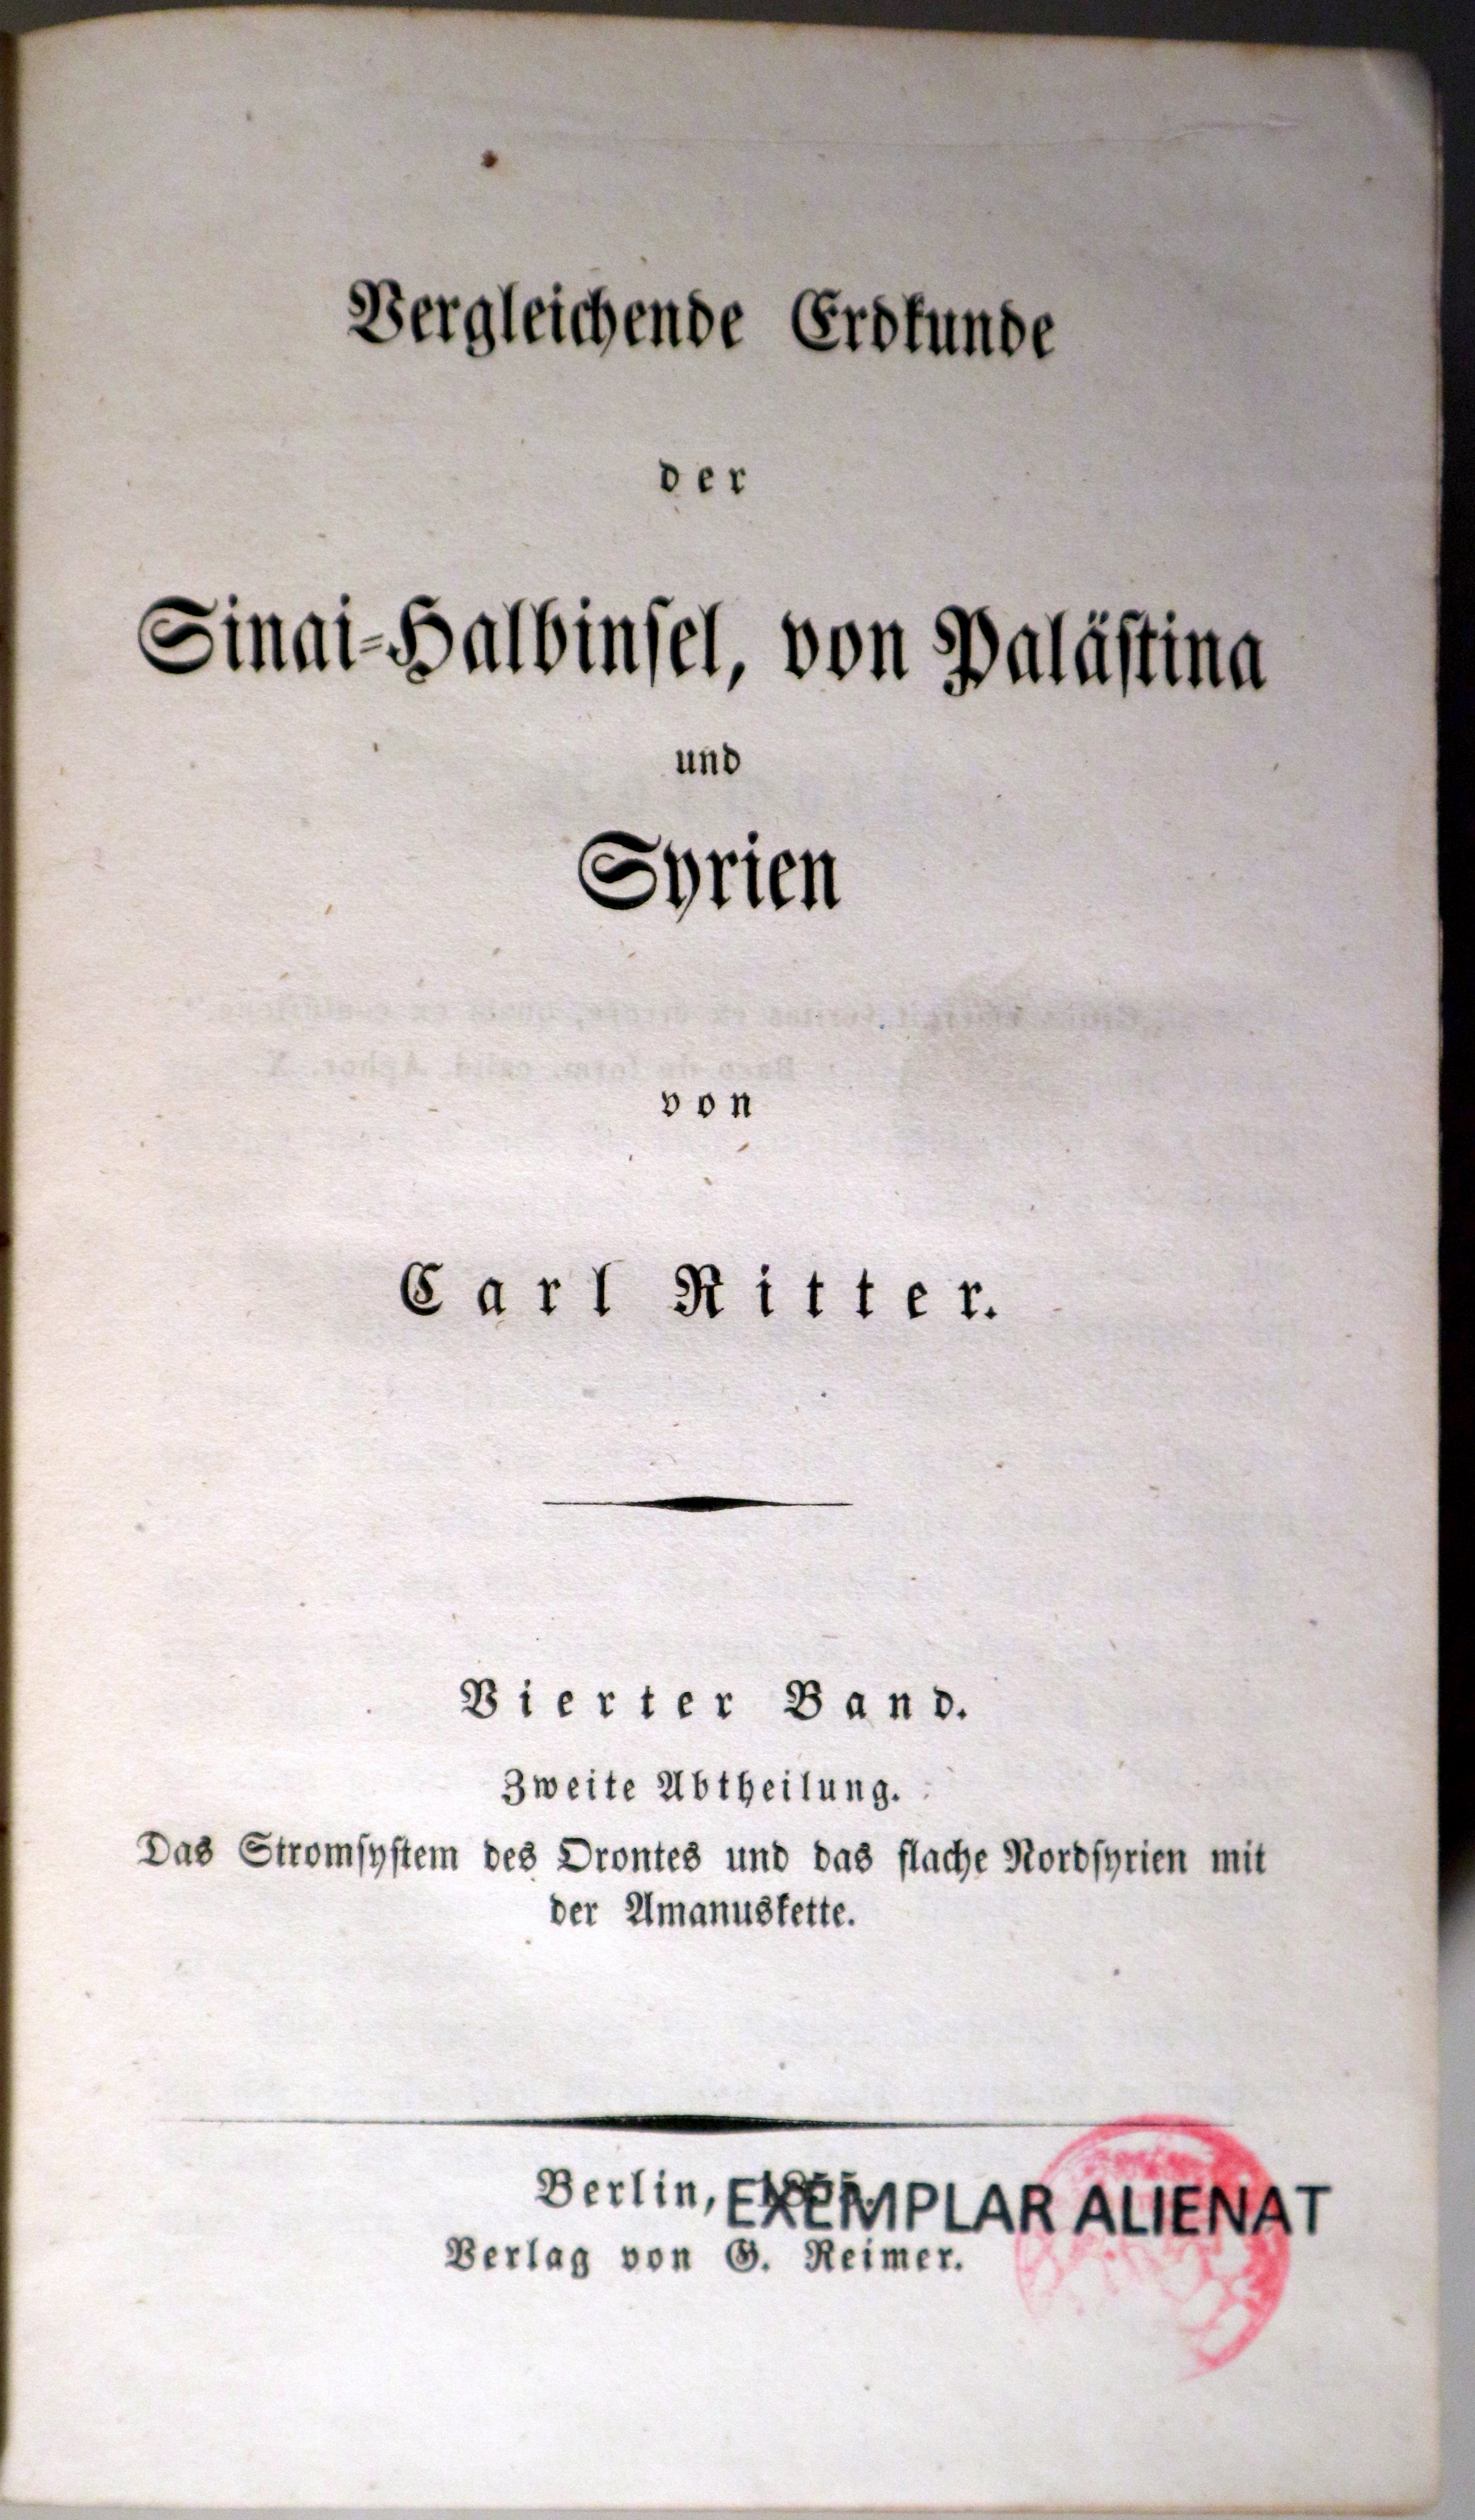 Vergleichende Erdkunde
der
Sinai-Halbinsel, von Palästina
und
Syrien
von
Carl Ritter.
Vierter Band.
Zweite Abtheilung.
Das Stromsystem des Orontes und das flache Nordsyrien mit
der Amanuskette.
Berlin,
EXEMPLAR ALIENAT
Verlag von G. Reimer.